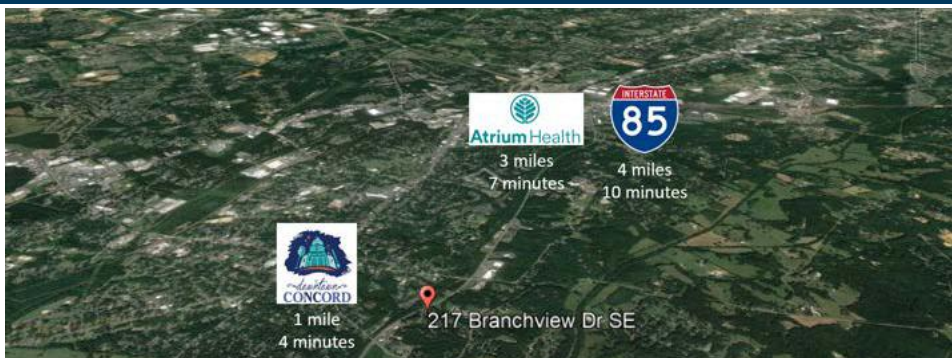 Atrium Health
3 miles
7 minutes
INTERSTATE
85
4 miles
10 minutes
downtown
CONCORD
1 mile
4 minutes
217 Branchview Dr SE